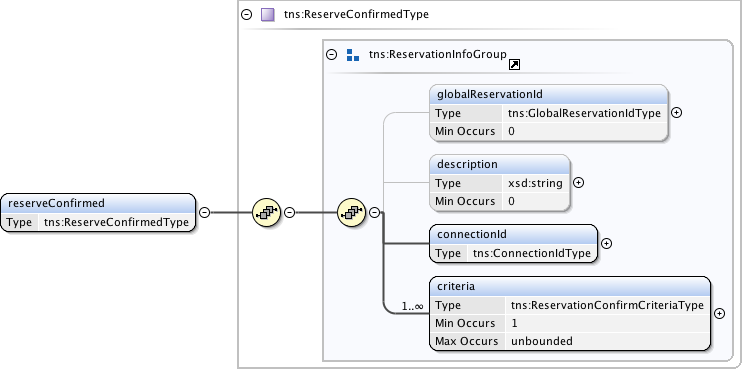 tns:ReserveConfirmedType
tns:ReservationInfoGroup
globalReservationId
Type tns:GlobalReservationIdType
Min Occurs 0
description
Type xsd:string
Min Occurs 0
reserveConfirmed
Type tns:ReserveConfirmedType
connectionId
Type tns:ConnectionIdType
criteria
1..∞
Type tns:ReservationConfirmCriteriaType
Min Occurs 1
Max Occurs unbounded